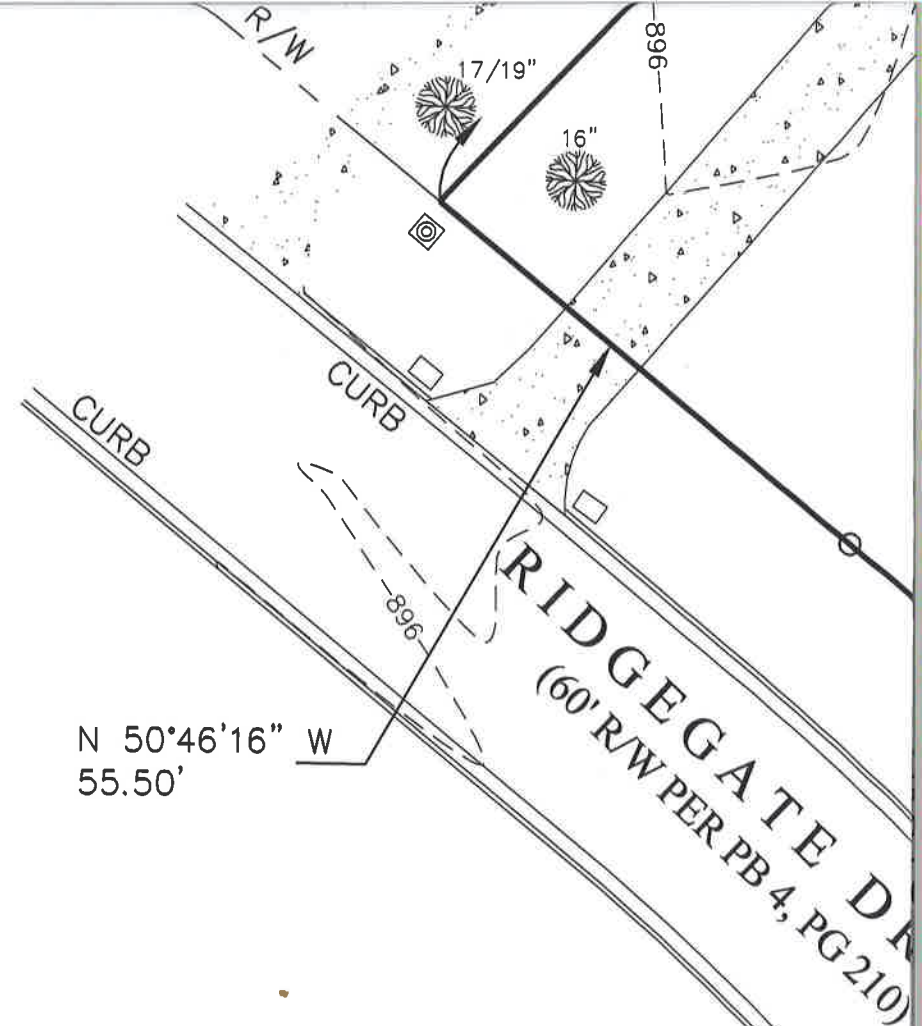 R/W
17/19"
896
16"
CURB
CURB
896
N 50°46'16" W
55.50'
RIDGEGATE DR
(60' R/W PER PB 4, PG 210)